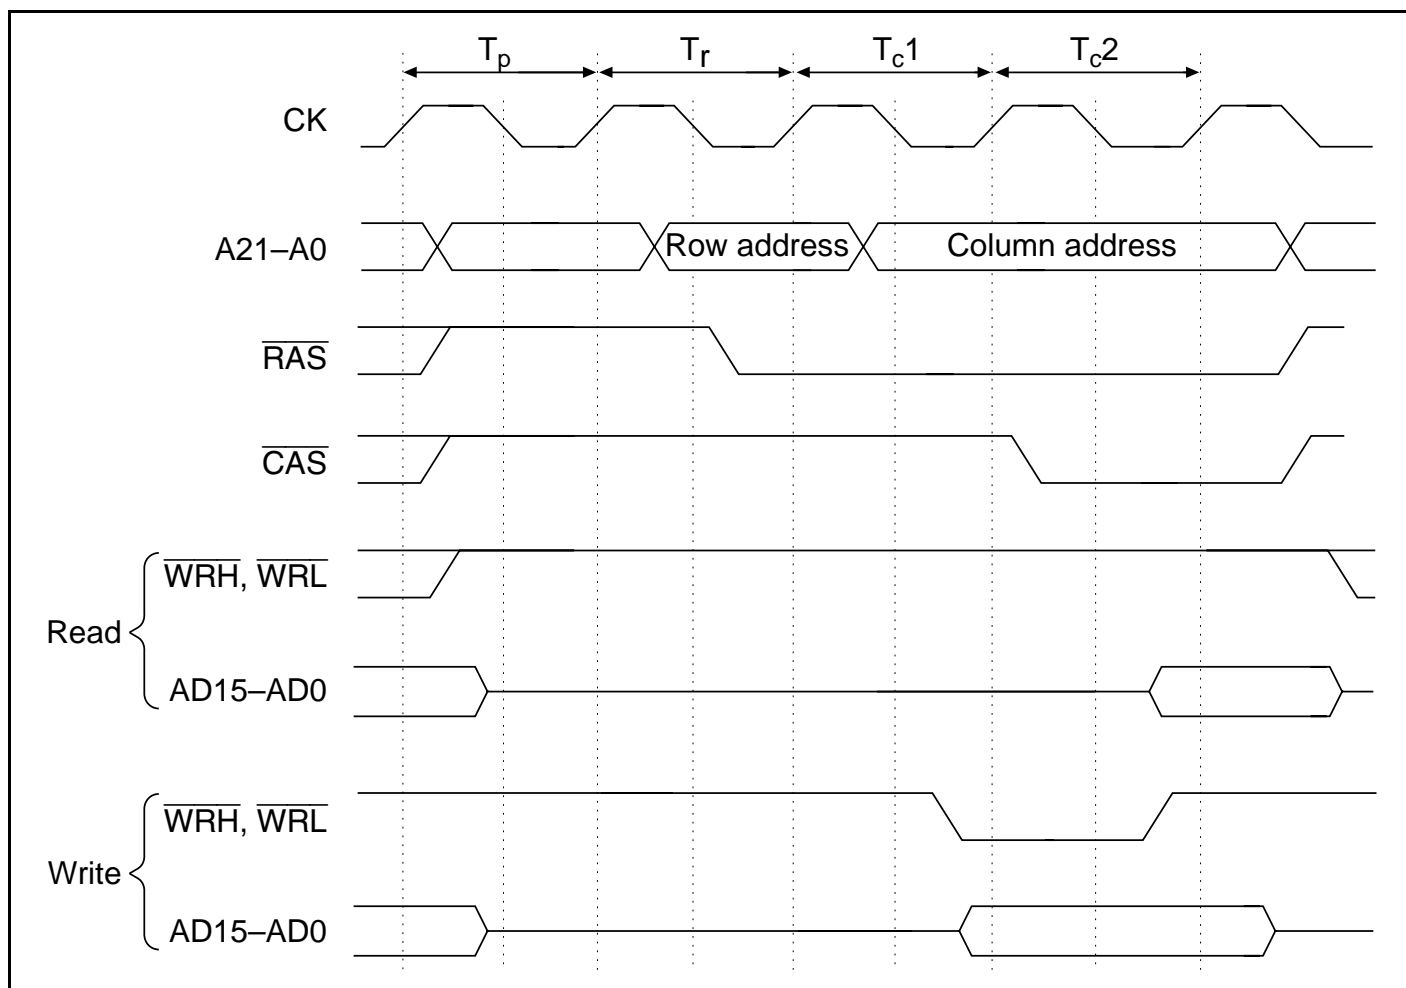 Tp Tr Tc1 Tc2
CK
A21–A0 Row address Column address
RAS
CAS
Read
WRH, WRL
AD15–AD0
Write
WRH, WRL
AD15–AD0